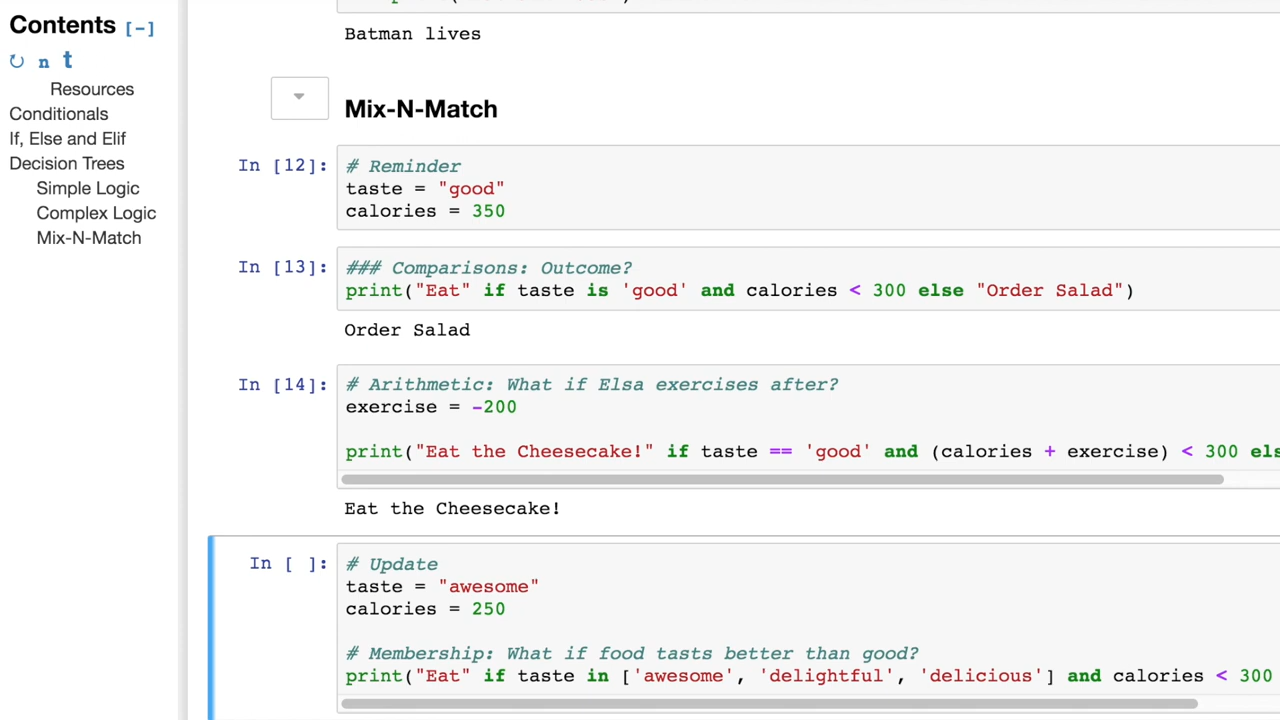 Contents [-]
n t
Resources
Conditionals
If, Else and Elif
Decision Trees
Simple Logic
Complex Logic
Mix-N-Match
Batman lives
Mix-N-Match
In [12]: # Reminder
taste = "good"
calories = 350
In [13]: ### Comparisons: Outcome?
print("Eat" if taste is 'good' and calories < 300 else "Order Salad")
Order Salad
In [14]: # Arithmetic: What if Elsa exercises after?
exercise = -200
print("Eat the Cheesecake!" if taste == 'good' and (calories + exercise) < 300 els
Eat the Cheesecake!
In [ ]: # Update
taste = "awesome"
calories = 250
# Membership: What if food tastes better than good?
print("Eat" if taste in ['awesome', 'delightful', 'delicious'] and calories < 300